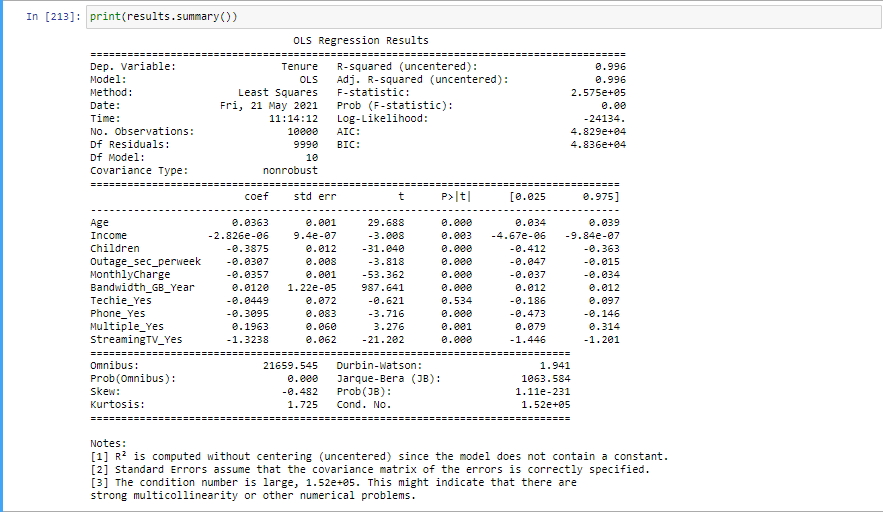 In [213]: print(results.summary())
OLS Regression Results
==============================================================================
Dep. Variable: Tenure R-squared (uncentered): 0.996
Model: OLS Adj. R-squared (uncentered): 0.996
Method: Least Squares F-statistic: 2.575e+05
Date: Fri, 21 May 2021 Prob (F-statistic): 0.00
Time: 11:14:12 Log-Likelihood: -24134.
No. Observations: 10000 AIC: 4.829e+04
Df Residuals: 9990 BIC: 4.836e+04
Df Model: 10
Covariance Type: nonrobust
==============================================================================
coef std err t P>|t| [0.025 0.975]
------------------------------------------------------------------------------
Age 0.0363 0.001 29.688 0.000 0.034 0.039
Income -2.826e-06 9.4e-07 -3.008 0.003 -4.67e-06 -9.84e-07
Children -0.3875 0.012 -31.040 0.000 -0.412 -0.363
Outage_sec_perweek -0.0307 0.008 -3.818 0.000 -0.047 -0.015
MonthlyCharge -0.0357 0.001 -53.362 0.000 -0.037 -0.034
Bandwidth_GB_Year 0.0120 1.22e-05 987.641 0.000 0.012 0.012
Techie_Yes -0.0449 0.072 -0.621 0.534 -0.186 0.097
Phone_Yes -0.3095 0.083 -3.716 0.000 -0.473 -0.146
Multiple_Yes 0.1963 0.060 3.276 0.001 0.079 0.314
StreamingTV_Yes -1.3238 0.062 -21.202 0.000 -1.446 -1.201
==============================================================================
Omnibus: 21659.545 Durbin-Watson: 1.941
Prob(Omnibus): 0.000 Jarque-Bera (JB): 1063.584
Skew: -0.482 Prob(JB): 1.11e-231
Kurtosis: 1.725 Cond. No. 1.52e+05
==============================================================================
Notes:
[1] R² is computed without centering (uncentered) since the model does not contain a constant.
[2] Standard Errors assume that the covariance matrix of the errors is correctly specified.
[3] The condition number is large, 1.52e+05. This might indicate that there are
strong multicollinearity or other numerical problems.